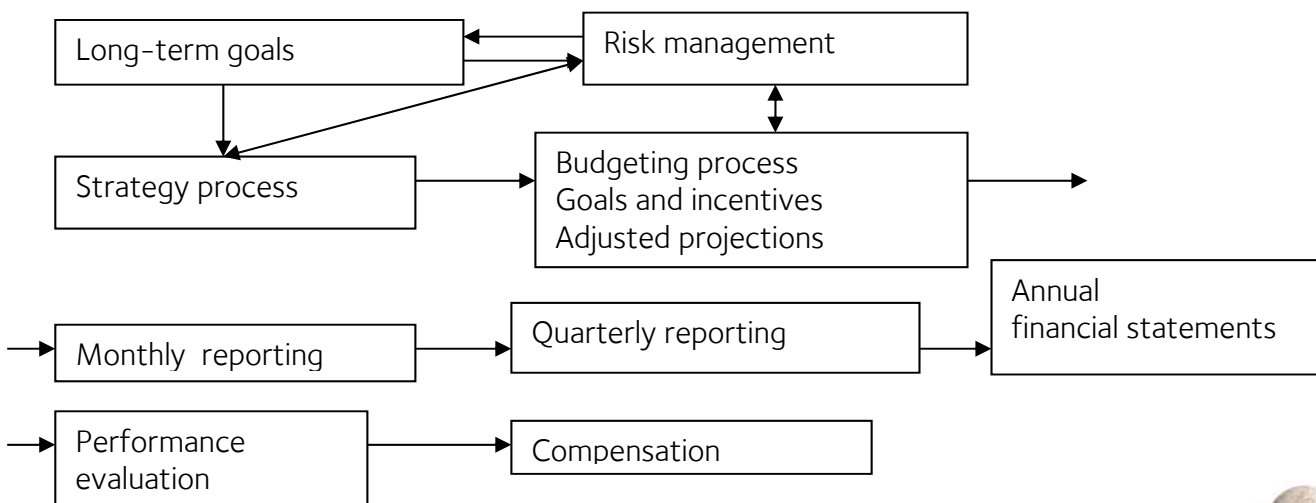 Long-term goals
Risk management
Strategy process
Budgeting process
Goals and incentives
Adjusted projections
Annual
financial statements
Monthly reporting
Quarterly reporting
Performance
evaluation
Compensation